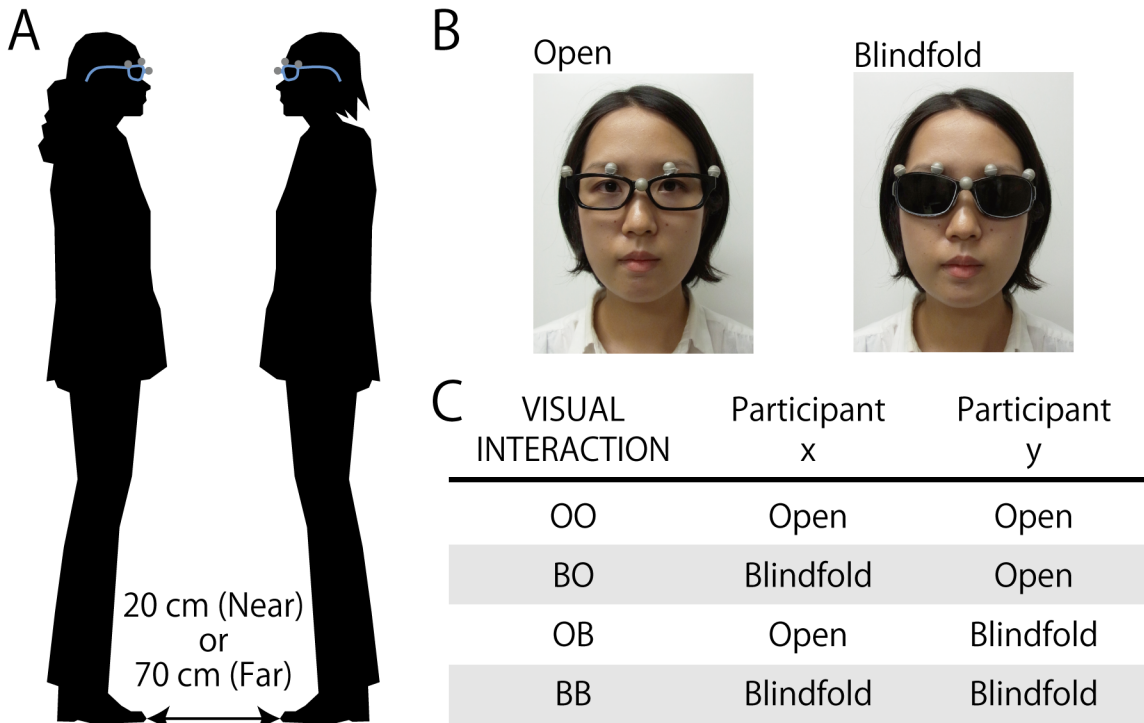 A
20 cm (Near)
or
70 cm (Far)
B
Open
Blindfold
C
VISUAL INTERACTION Participant x Participant y
OO Open Open
BO Blindfold Open
OB Open Blindfold
BB Blindfold Blindfold